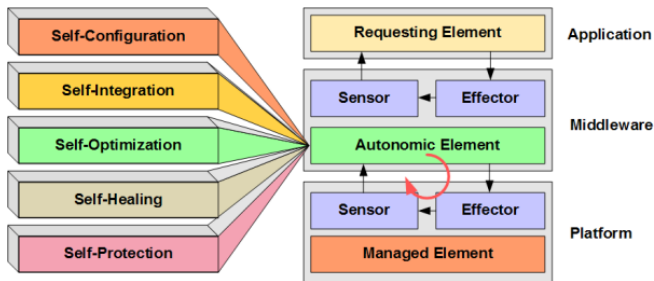 Self-Configuration
Self-Integration
Self-Optimization
Self-Healing
Self-Protection
Requesting Element
Application
Sensor
Effector
Middleware
Autonomic Element
Sensor
Effector
Platform
Managed Element